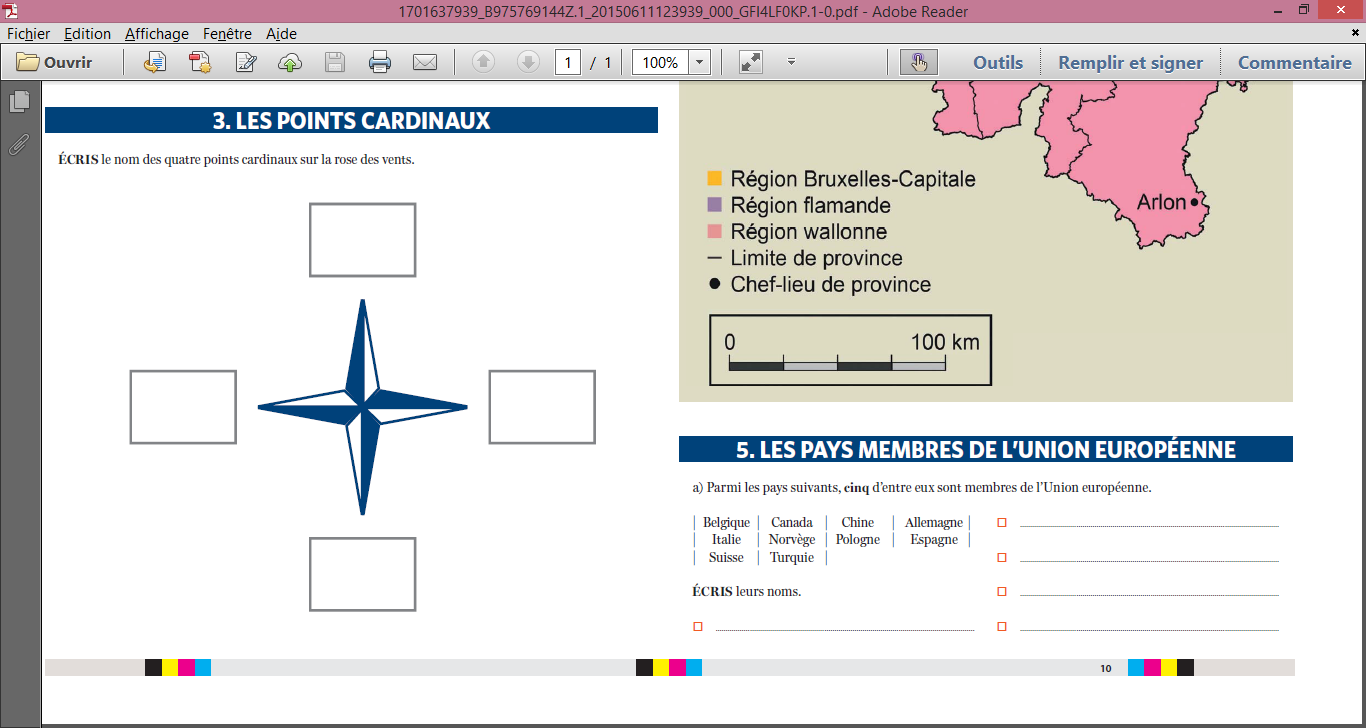 1701637939_B975769144Z.1_20150611123939_000_GFI4LF0KP.1-0.pdf - Adobe Reader
Fichier Edition Affichage Fenêtre Aide
Ouvrir 1 / 1 100% Outils Remplir et signer Commentaire
3. LES POINTS CARDINAUX
ÉCRIS le nom des quatre points cardinaux sur la rose des vents.
Arlon
Région Bruxelles-Capitale
Région flamande
Région wallonne
Limite de province
Chef-lieu de province
0 100 km
5. LES PAYS MEMBRES DE L'UNION EUROPÉENNE
a) Parmi les pays suivants, cinq d'entre eux sont membres de l'Union européenne.
Belgique Canada Chine Allemagne
Italie Norvège Pologne Espagne
Suisse Turquie
ÉCRIS leurs noms.
10